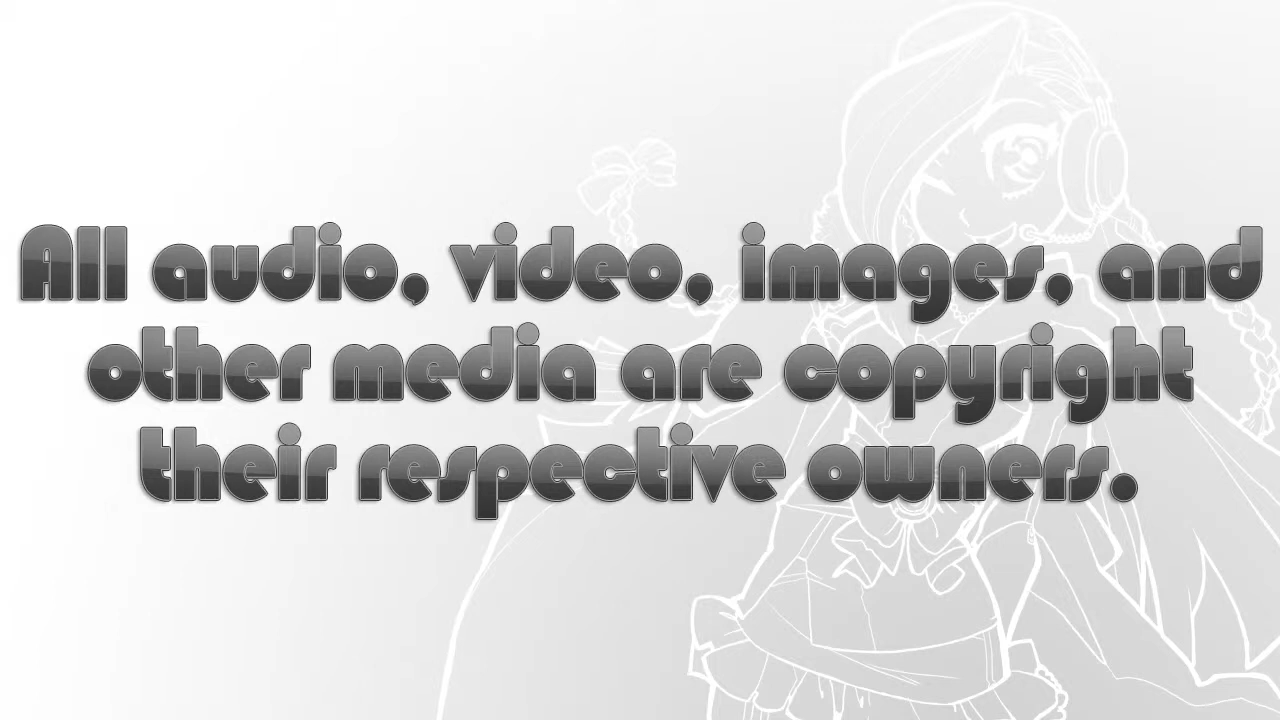 All audio, video, images, and
other media are copyright
their respective owners.